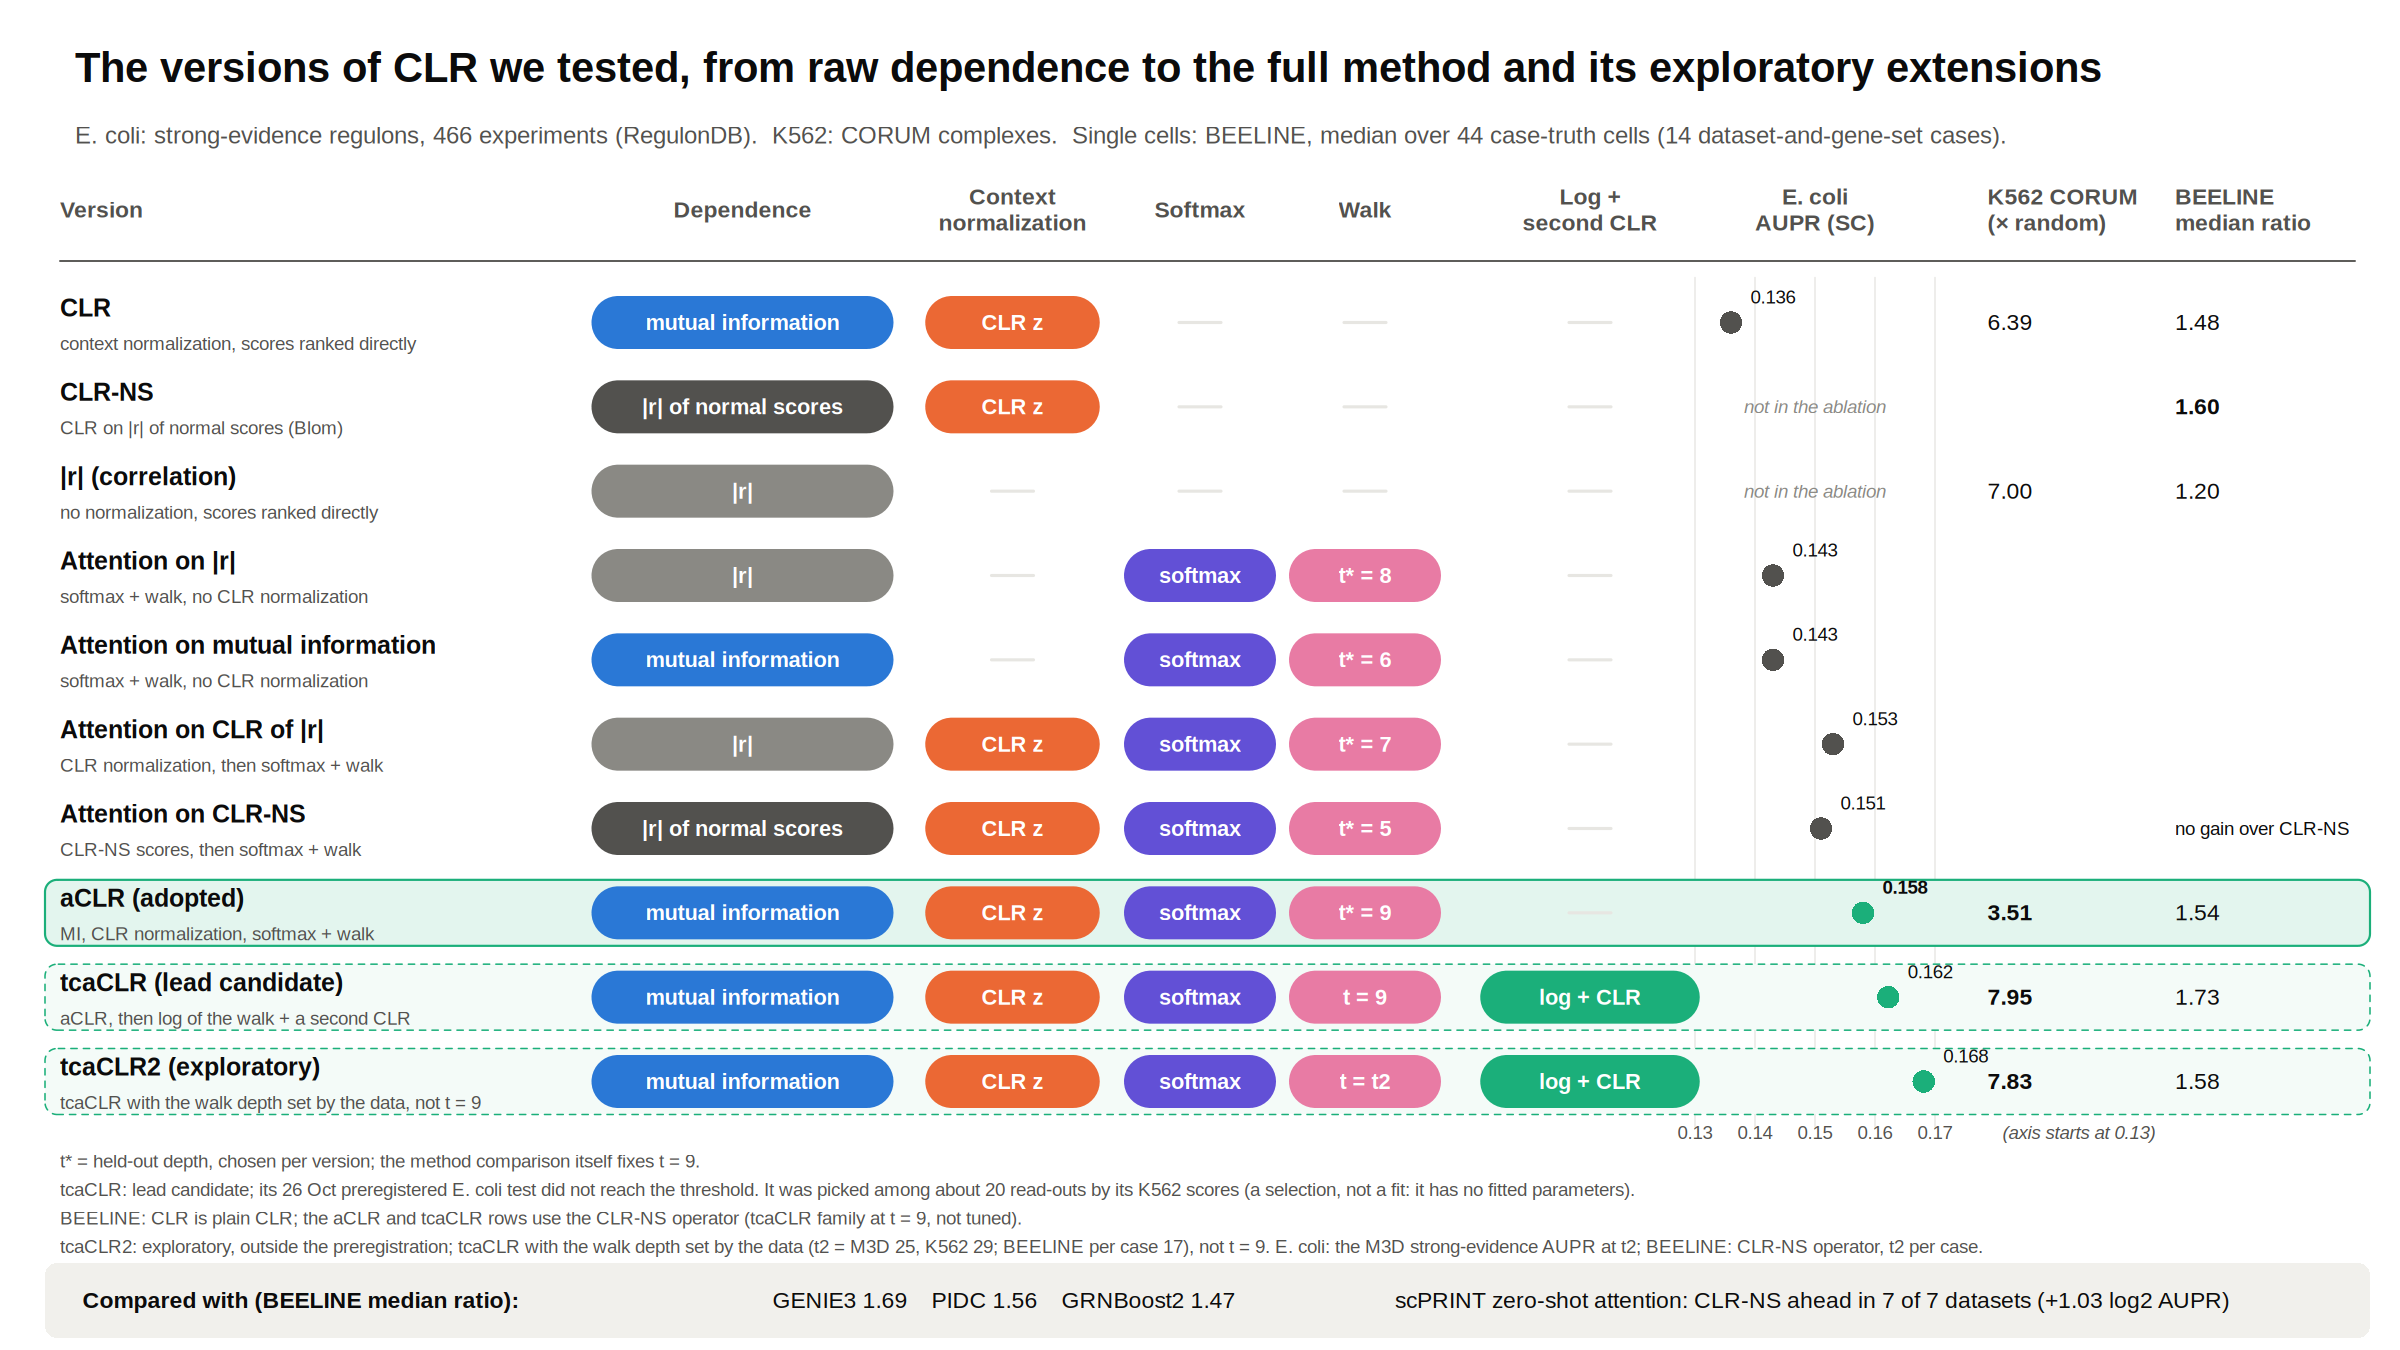 The versions of CLR we tested, from raw dependence to the full method and its exploratory extensions
E. coli: strong-evidence regulons, 466 experiments (RegulonDB).  K562: CORUM complexes.  Single cells: BEELINE, median over 44 case-truth cells (14 dataset-and-gene-set cases).
Version
Dependence
Context
normalization
Softmax
Walk
Log +
second CLR
E. coli
AUPR (SC)
K562 CORUM
(× random)
BEELINE
median ratio
CLR
context normalization, scores ranked directly
mutual information
CLR z
0.136
6.39
1.48
CLR-NS
CLR on |r| of normal scores (Blom)
|r| of normal scores
CLR z
not in the ablation
1.60
|r| (correlation)
no normalization, scores ranked directly
|r|
not in the ablation
7.00
1.20
Attention on |r|
softmax + walk, no CLR normalization
|r|
softmax
t* = 8
0.143
Attention on mutual information
softmax + walk, no CLR normalization
mutual information
softmax
t* = 6
0.143
Attention on CLR of |r|
CLR normalization, then softmax + walk
|r|
CLR z
softmax
t* = 7
0.153
Attention on CLR-NS
CLR-NS scores, then softmax + walk
|r| of normal scores
CLR z
softmax
t* = 5
0.151
no gain over CLR-NS
aCLR (adopted)
MI, CLR normalization, softmax + walk
mutual information
CLR z
softmax
t* = 9
0.158
3.51
1.54
tcaCLR (lead candidate)
aCLR, then log of the walk + a second CLR
mutual information
CLR z
softmax
t = 9
log + CLR
0.162
7.95
1.73
tcaCLR2 (exploratory)
tcaCLR with the walk depth set by the data, not t = 9
mutual information
CLR z
softmax
t = t2
log + CLR
0.168
7.83
1.58
0.13
0.14
0.15
0.16
0.17
(axis starts at 0.13)
t* = held-out depth, chosen per version; the method comparison itself fixes t = 9.
tcaCLR: lead candidate; its 26 Oct preregistered E. coli test did not reach the threshold. It was picked among about 20 read-outs by its K562 scores (a selection, not a fit: it has no fitted parameters).
BEELINE: CLR is plain CLR; the aCLR and tcaCLR rows use the CLR-NS operator (tcaCLR family at t = 9, not tuned).
tcaCLR2: exploratory, outside the preregistration; tcaCLR with the walk depth set by the data (t2 = M3D 25, K562 29; BEELINE per case 17), not t = 9. E. coli: the M3D strong-evidence AUPR at t2; BEELINE: CLR-NS operator, t2 per case.
Compared with (BEELINE median ratio):
GENIE3 1.69    PIDC 1.56    GRNBoost2 1.47
scPRINT zero-shot attention: CLR-NS ahead in 7 of 7 datasets (+1.03 log2 AUPR)